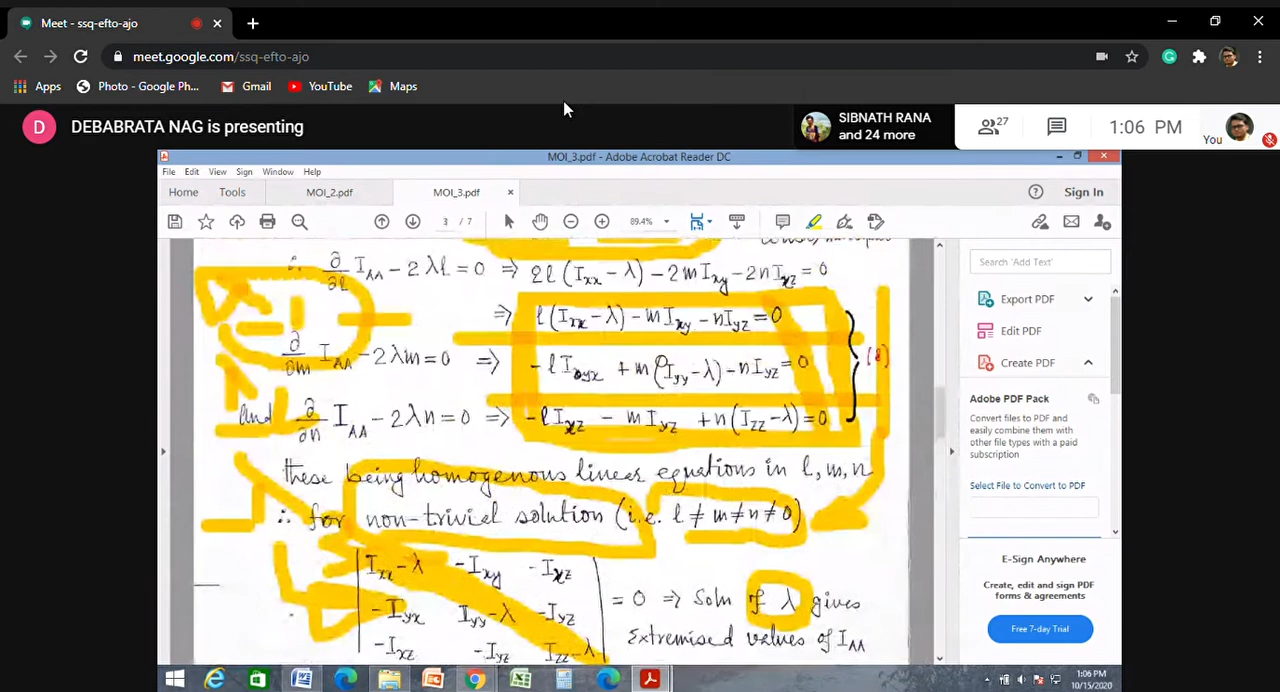 Meet - ssq-efto-ajo
meet.google.com/ssq-efto-ajo
Apps Photo - Google Ph... Gmail YouTube Maps
D DEBABRATA NAG is presenting
SIBNATH RANA
and 24 more
27
1:06 PM
You
MOI_3.pdf - Adobe Acrobat Reader DC
File Edit View Sign Window Help
Home Tools MOI_2.pdf MOI_3.pdf
Sign In
3 / 7 89.4%
∴ ∂/∂l I_AA - 2λl = 0 ⇒ 2l(I_xx - λ) - 2m I_xy - 2n I_xz = 0
⇒ l(I_xx - λ) - m I_xy - n I_yz = 0
∂/∂m I_AA - 2λm = 0 ⇒ - l I_yx + m(I_yy - λ) - n I_yz = 0
(8)
And ∂/∂n I_AA - 2λn = 0 ⇒ - l I_xz - m I_yz + n(I_zz - λ) = 0
these being homogenous linear equations in l, m, n
∴ for non-trivial solution (i.e. l ≠ m ≠ n ≠ 0)
I_xx - λ -I_xy -I_xz
-I_yx I_yy - λ -I_yz = 0 ⇒ Soln of λ gives
-I_xz -I_yz I_zz - λ Extremised values of I_AA
Search 'Add Text'
Export PDF
Edit PDF
Create PDF
Adobe PDF Pack
Convert files to PDF and
easily combine them with
other file types with a paid
subscription
Select File to Convert to PDF
E-Sign Anywhere
Create, edit and sign PDF
forms & agreements
Free 7-day Trial
1:06 PM
10/15/2020